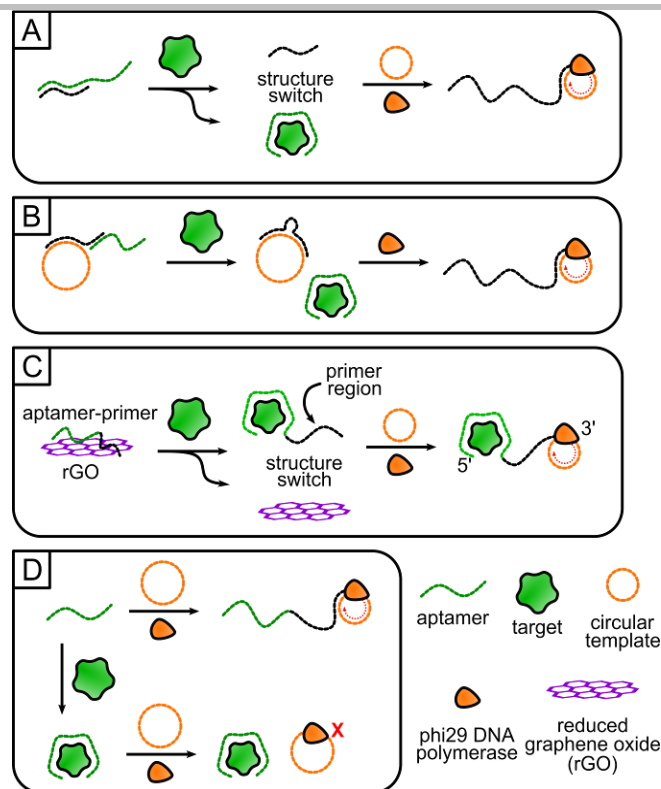 A
structure
switch
B
C
aptamer-primer
rGO
primer
region
structure
switch
5'
3'
D
X
aptamer
target
circular
template
phi29 DNA
polymerase
reduced
graphene oxide
(rGO)